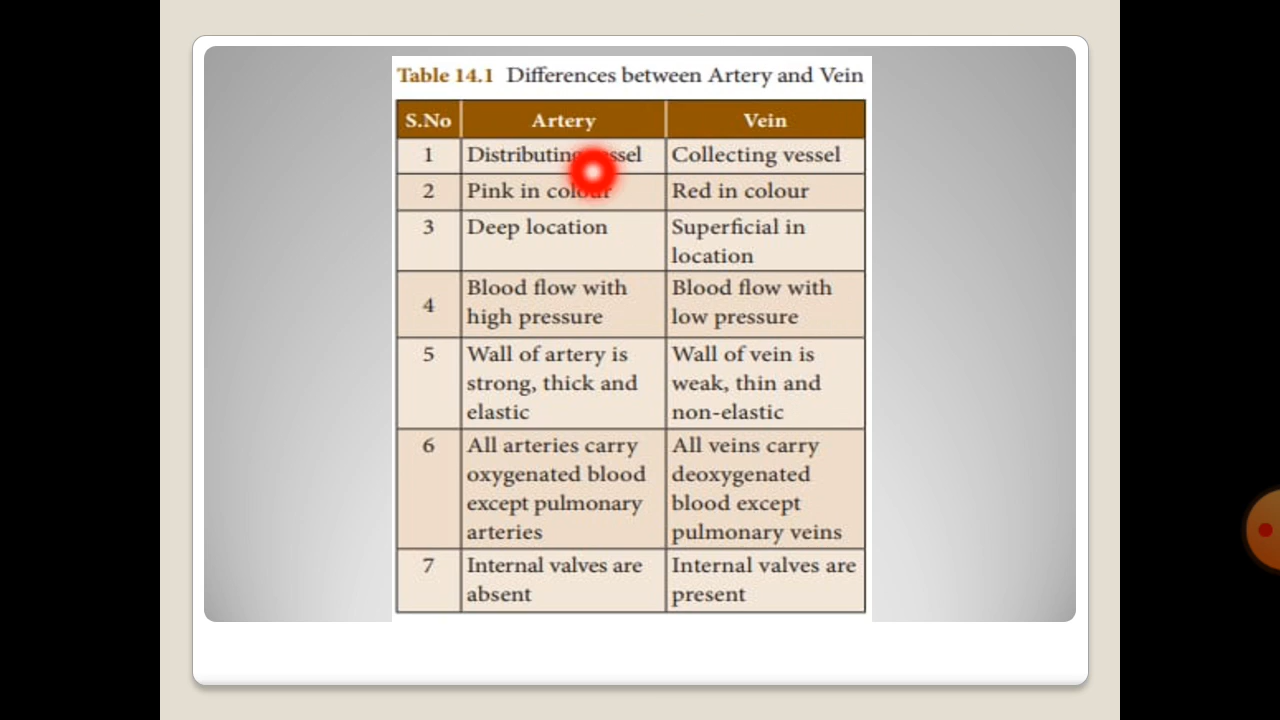 Table 14.1 Differences between Artery and Vein
S.No Artery Vein
1 Distributing vessel Collecting vessel
2 Pink in colour Red in colour
3 Deep location Superficial in
location
4 Blood flow with
high pressure
Blood flow with
low pressure
5 Wall of artery is
strong, thick and
elastic
Wall of vein is
weak, thin and
non-elastic
6 All arteries carry
oxygenated blood
except pulmonary
arteries
All veins carry
deoxygenated
blood except
pulmonary veins
7 Internal valves are
absent
Internal valves are
present